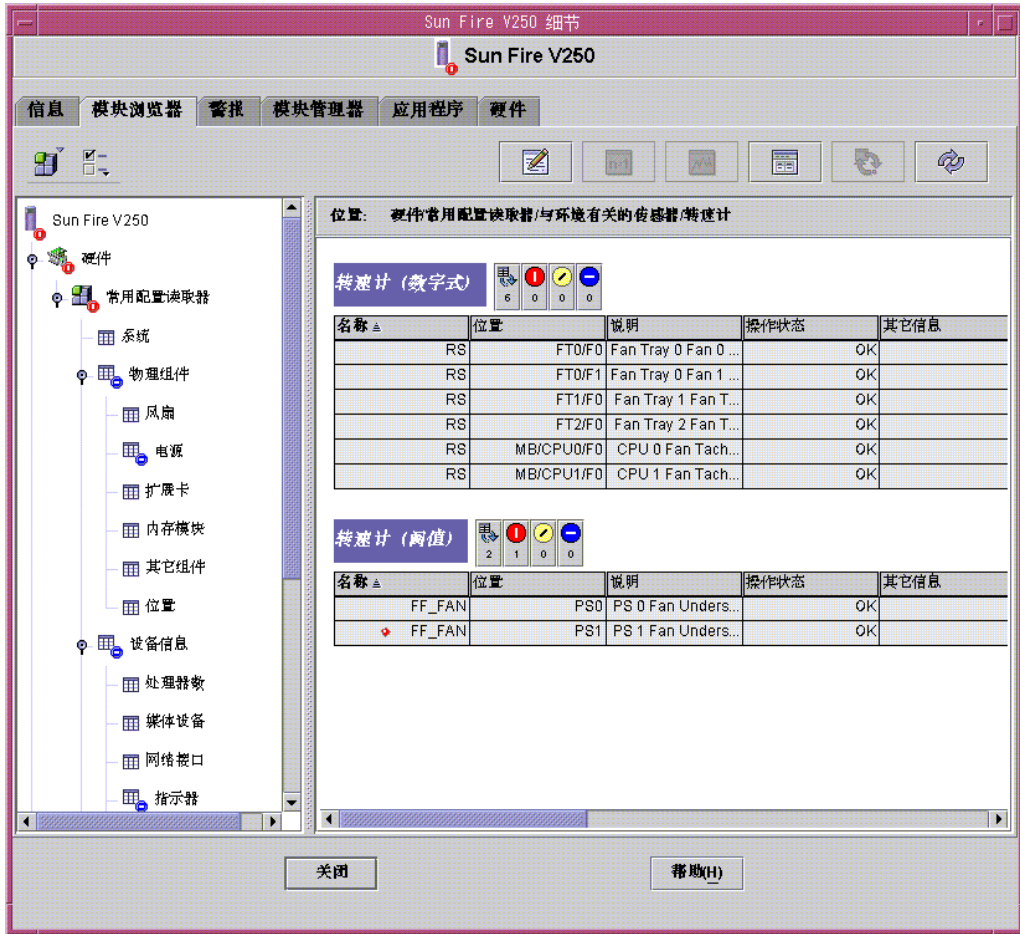 Sun Fire V250 细节
Sun Fire V250
信息 模块浏览器 警报 模块管理器 应用程序 硬件
Sun Fire V250
硬件
常用配置读取器
系统
物理组件
风扇
电源
扩展卡
内存模块
其它组件
位置
设备信息
处理器数
媒体设备
网络接口
指示器
位置: 硬件/常用配置读取器/与环境有关的传感器/转速计
转速计 (数字式) 6 0 0 0
名称 位置 说明 操作状态 其它信息
RS FT0/F0 Fan Tray 0 Fan 0 ... OK
RS FT0/F1 Fan Tray 0 Fan 1 ... OK
RS FT1/F0 Fan Tray 1 Fan T... OK
RS FT2/F0 Fan Tray 2 Fan T... OK
RS MB/CPU0/F0 CPU 0 Fan Tach... OK
RS MB/CPU1/F0 CPU 1 Fan Tach... OK
转速计 (阈值) 2 1 0 0
名称 位置 说明 操作状态 其它信息
FF_FAN PS0 PS 0 Fan Unders... OK
FF_FAN PS1 PS 1 Fan Unders... OK
关闭 帮助(H)